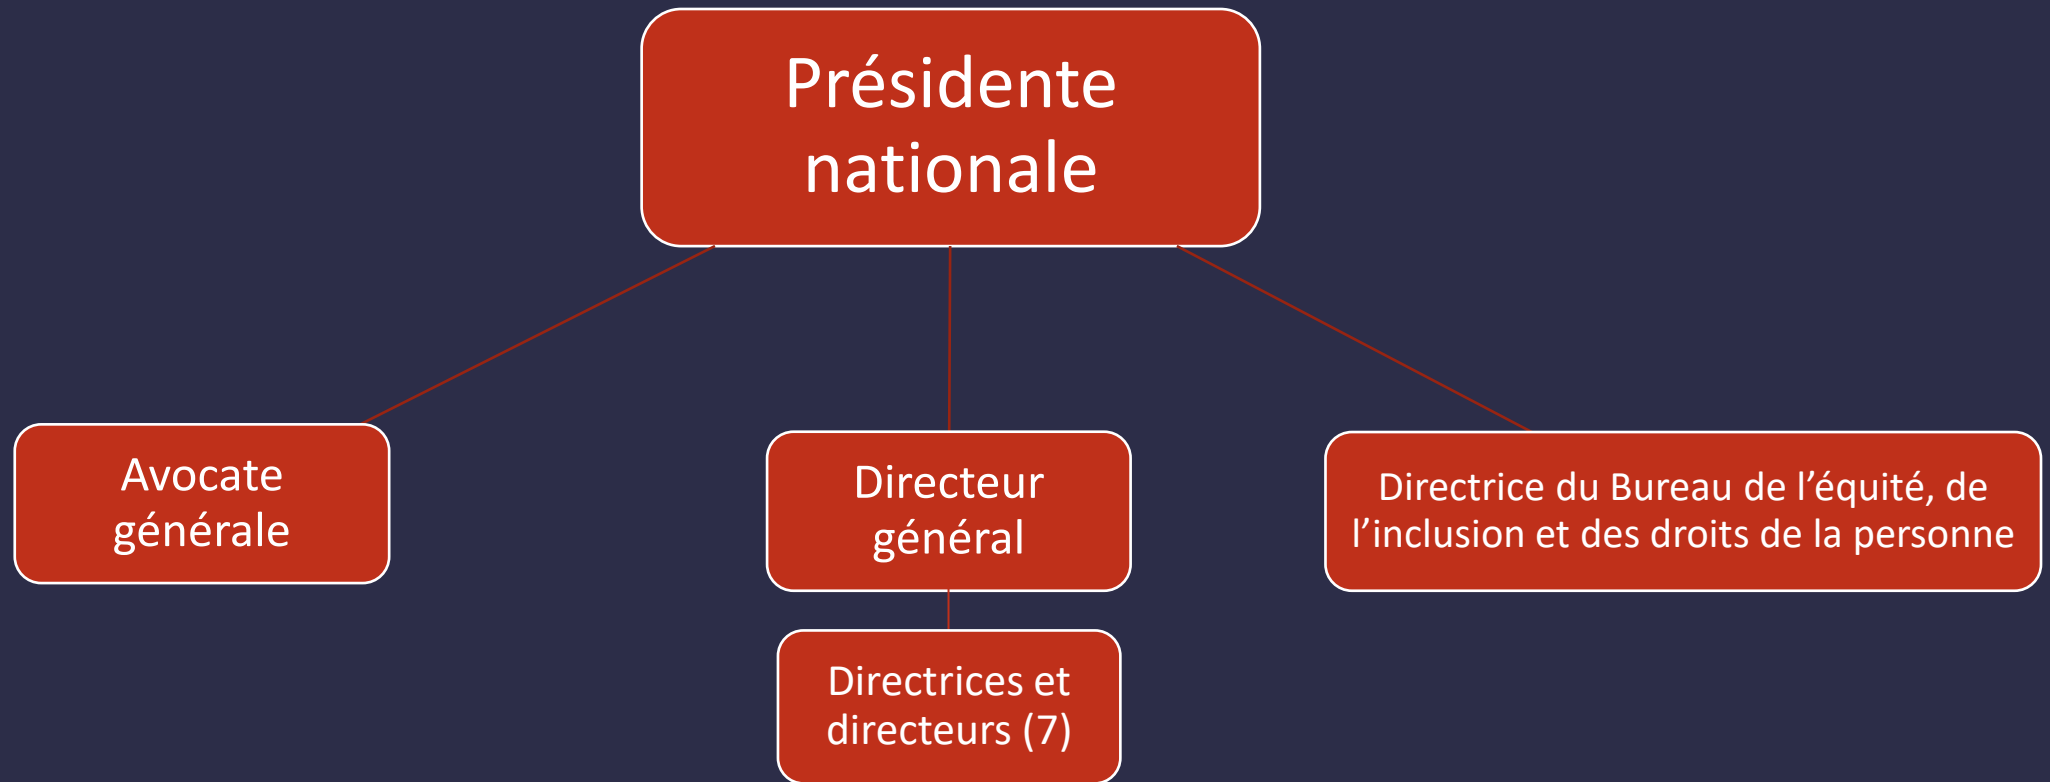 Présidente
nationale
Avocate
générale
Directeur
général
Directrice du Bureau de l’équité, de
l’inclusion et des droits de la personne
Directrices et
directeurs (7)